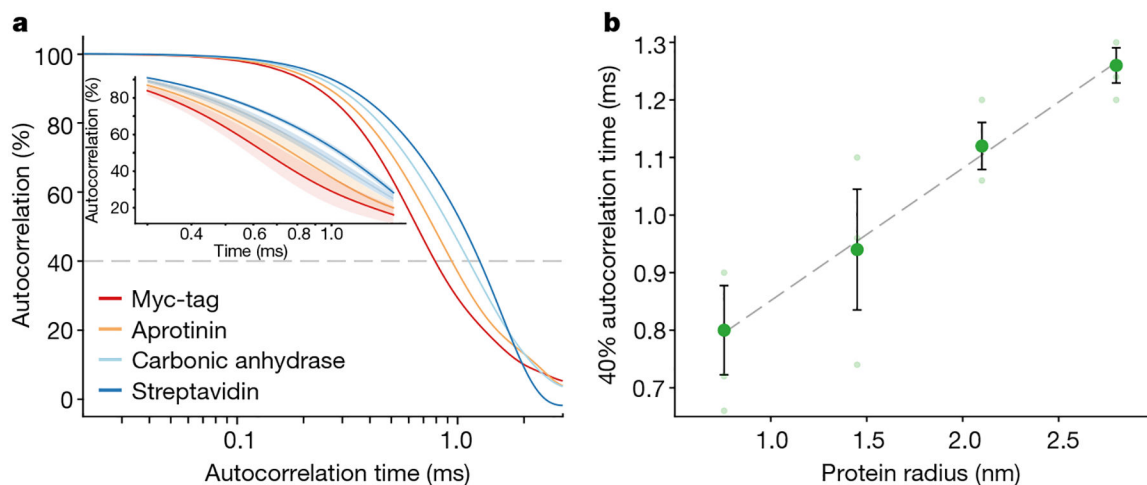 a
Autocorrelation (%)
100
80
60
40
20
0
Autocorrelation (%)
80
60
40
20
0.4
0.6
0.8
1.0
Time (ms)
Myc-tag
Aprotinin
Carbonic anhydrase
Streptavidin
0.1
1.0
Autocorrelation time (ms)
b
40% autocorrelation time (ms)
1.3
1.2
1.1
1.0
0.9
0.8
0.7
1.0
1.5
2.0
2.5
Protein radius (nm)